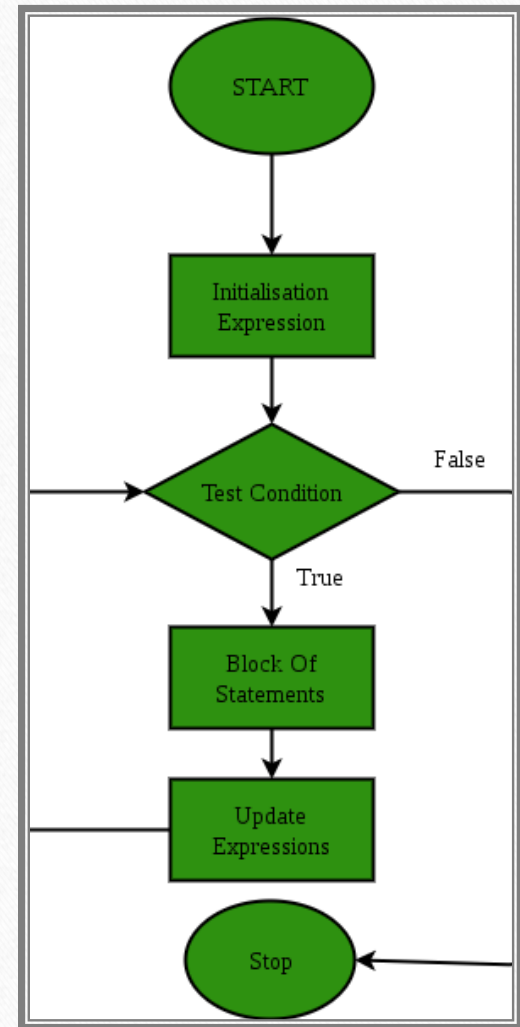 START
Initialisation
Expression
Test Condition
False
True
Block Of
Statements
Update
Expressions
Stop